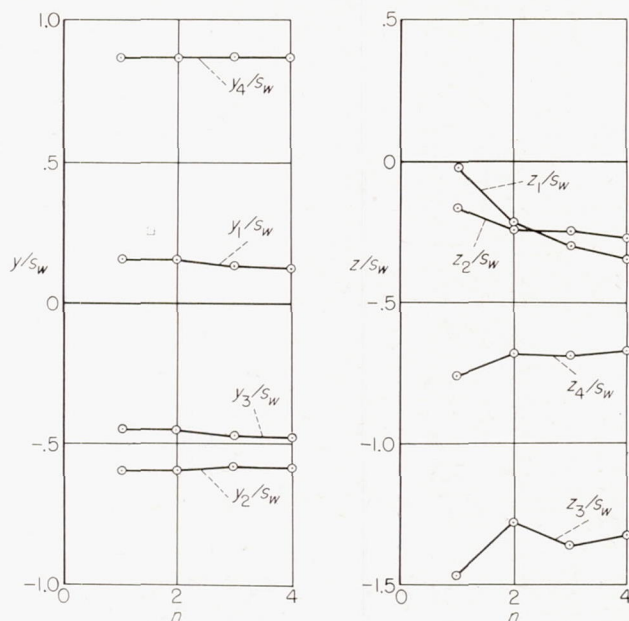 1.0
.5
0
-.5
-1.0
y/s_w
y_4/s_w
y_1/s_w
y_3/s_w
y_2/s_w
0 2 4
n
.5
0
-.5
-1.0
-1.5
z/s_w
z_1/s_w
z_2/s_w
z_4/s_w
z_3/s_w
0 2 4
n